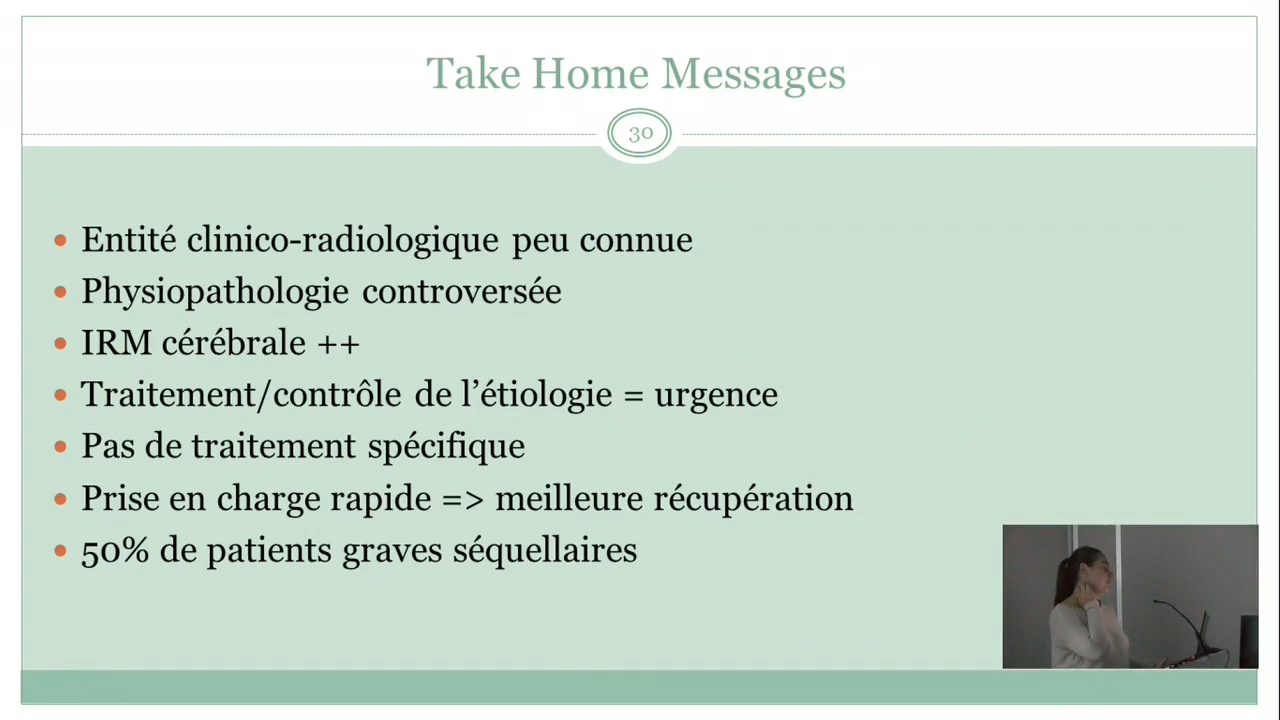 Take Home Messages
30
• Entité clinico-radiologique peu connue
• Physiopathologie controversée
• IRM cérébrale ++
• Traitement/contrôle de l’étiologie = urgence
• Pas de traitement spécifique
• Prise en charge rapide => meilleure récupération
• 50% de patients graves séquellaires